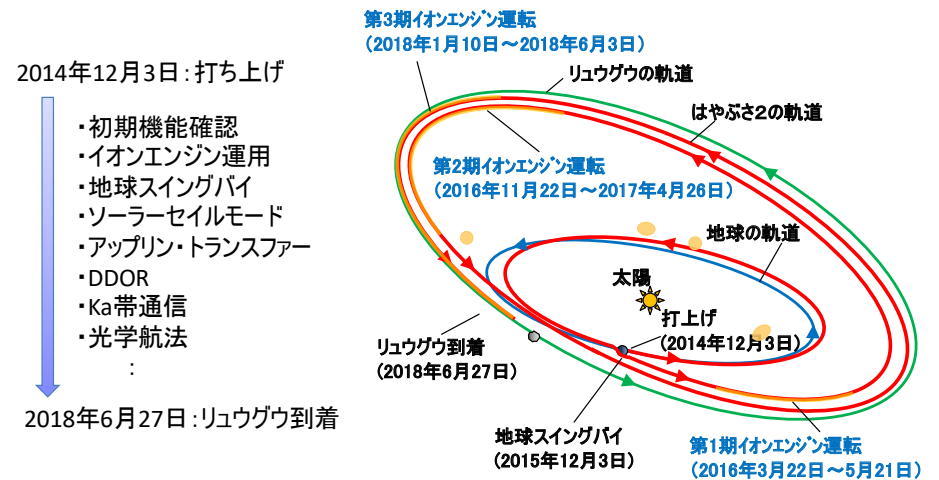 2014年12月3日：打ち上げ
・初期機能確認
・イオンエンジン運用
・地球スイングバイ
・ソーラーセイルモード
・アップリン・トランスファー
・DDOR
・Ka帯通信
・光学航法
：
2018年6月27日：リュウグウ到着
第3期イオンエンジン運転
（2018年1月10日～2018年6月3日）
リュウグウの軌道
はやぶさ２の軌道
第2期イオンエンジン運転
（2016年11月22日～2017年4月26日）
地球の軌道
太陽
打上げ
（2014年12月3日）
リュウグウ到着
（2018年6月27日）
地球スイングバイ
（2015年12月3日）
第1期イオンエンジン運転
（2016年3月22日～5月21日）